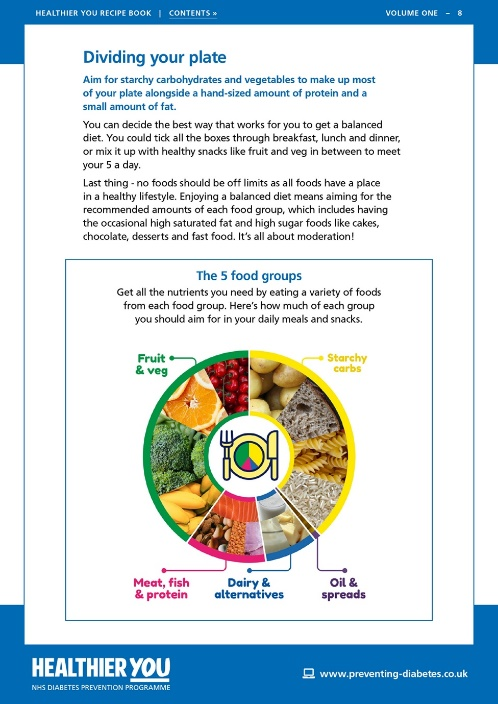 HEALTHIER YOU RECIPE BOOK | CONTENTS »
VOLUME ONE – 8
Dividing your plate
Aim for starchy carbohydrates and vegetables to make up most
of your plate alongside a hand-sized amount of protein and a
small amount of fat.
You can decide the best way that works for you to get a balanced
diet. You could tick all the boxes through breakfast, lunch and dinner,
or mix it up with healthy snacks like fruit and veg in between to meet
your 5 a day.
Last thing - no foods should be off limits as all foods have a place
in a healthy lifestyle. Enjoying a balanced diet means aiming for the
recommended amounts of each food group, which includes having
the occasional high saturated fat and high sugar foods like cakes,
chocolate, desserts and fast food. It's all about moderation!
The 5 food groups
Get all the nutrients you need by eating a variety of foods
from each food group. Here's how much of each group
you should aim for in your daily meals and snacks.
Fruit
& veg
Starchy
carbs
Meat, fish
& protein
Dairy &
alternatives
Oil &
spreads
HEALTHIER YOU
NHS DIABETES PREVENTION PROGRAMME
www.preventing-diabetes.co.uk